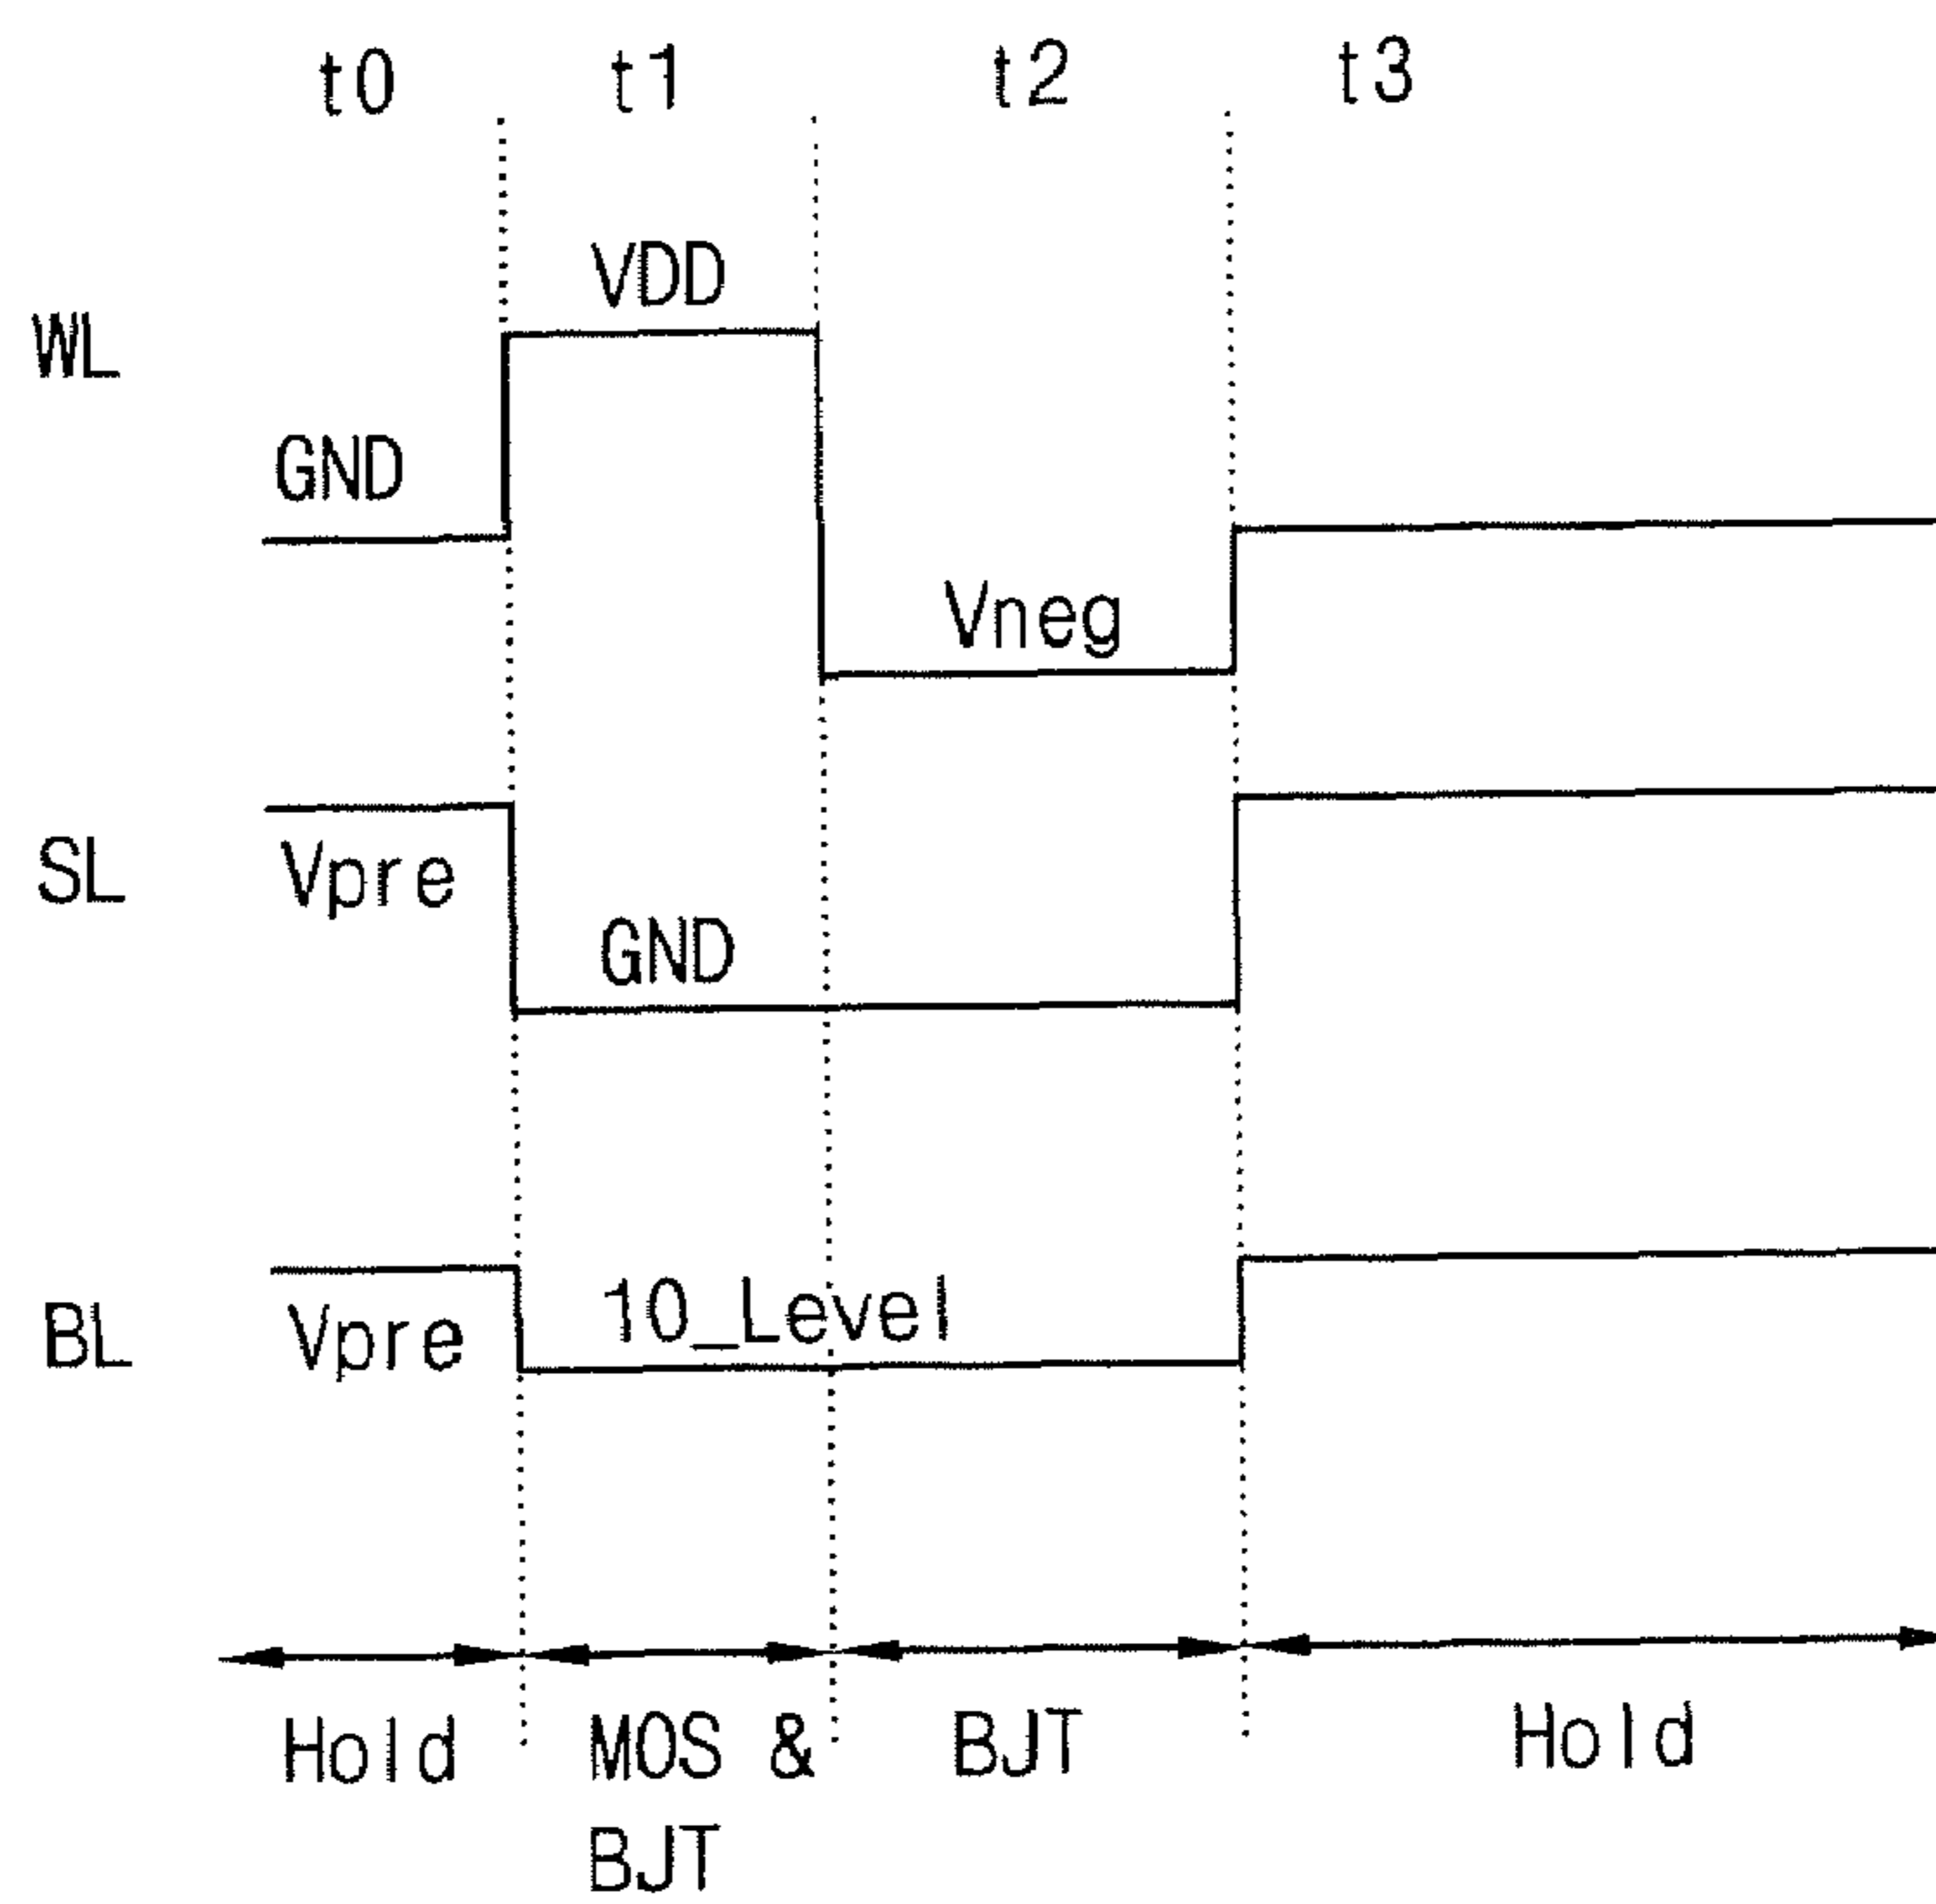 t0 t1 t2 t3
VDD
WL
GND
Vneg
SL Vpre
GND
BL Vpre 10_Level
Hold MOS & BJT Hold
BJT